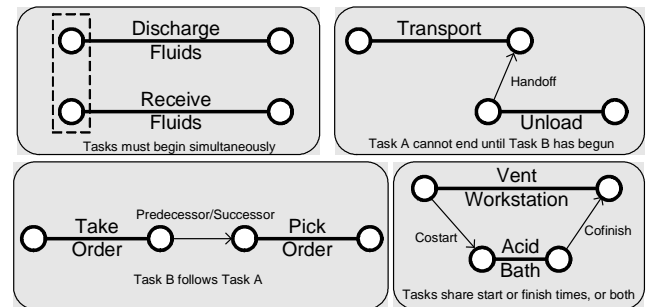 Discharge
Fluids
Receive
Fluids
Tasks must begin simultaneously
Transport
Handoff
Unload
Task A cannot end until Task B has begun
Predecessor/Successor
Take
Order
Pick
Order
Task B follows Task A
Vent
Workstation
Costart
Cofinish
Acid
Bath
Tasks share start or finish times, or both